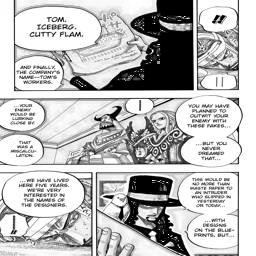 TOM.
ICEBERG.
CUTTY FLAM.
AND FINALLY,
THE COMPANY'S
NAME--TOM'S
WORKERS.
!!
!!
YOU MAY HAVE
PLANNED TO
OUTWIT YOUR
ENEMY WITH
THESE FAKES...
...BUT YOU
NEVER
DREAMED
THAT...
...YOUR
ENEMY
WOULD BE
LURKING
CLOSE BY.
THAT
WAS A
MISCALCU-
LATION.
THIS WOULD BE
NO MORE THAN
WASTE PAPER TO
AN INTRUDER
WHO SLIPPED IN
YESTERDAY
OR TODAY...
...WITH
DESIGNS
ON THE BLUE-
PRINTS, BUT...
...WE HAVE LIVED
HERE FIVE YEARS.
WE'RE VERY
INTERESTED IN
THE NAMES OF
THE DESIGNERS.